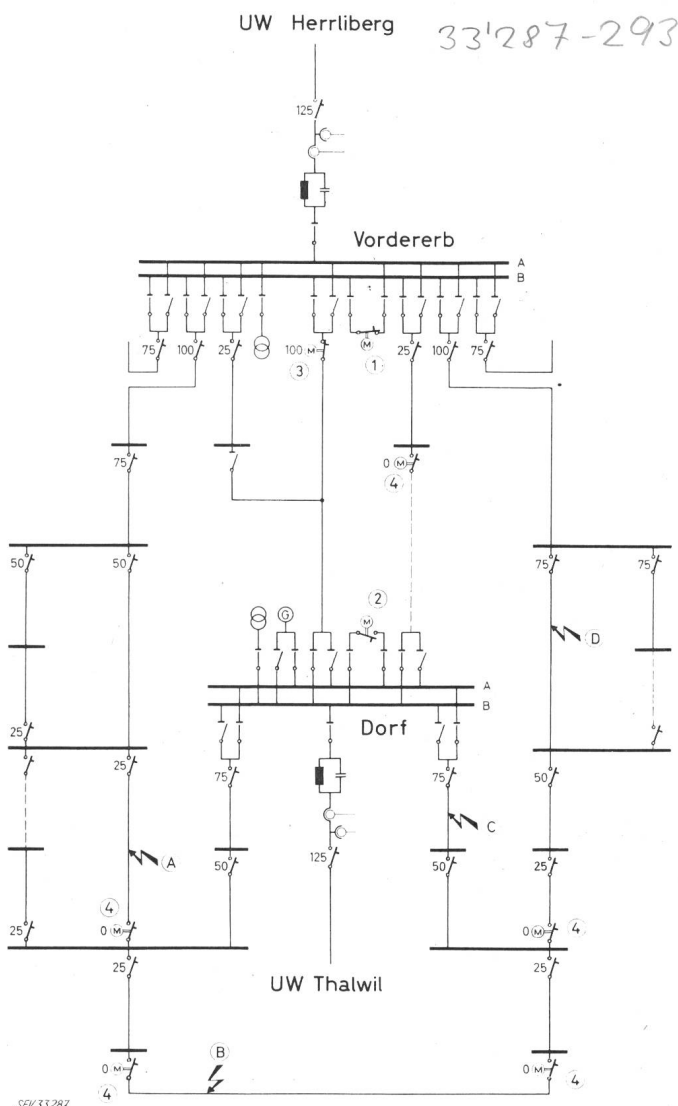 UW Herrliberg 33'287-293
125
Vordererb
A
B
75 100 25 100 M M 25 100 75
3 1
75 0 M
4
50 50 75 75
2
G M
D
A
B
Dorf
25
25 75 75 50
C
A 125 50 50 25
4
25 0 M 0 M 4
25 25
UW Thalwil
B
0 M 0 M
4 4
SEV 33287